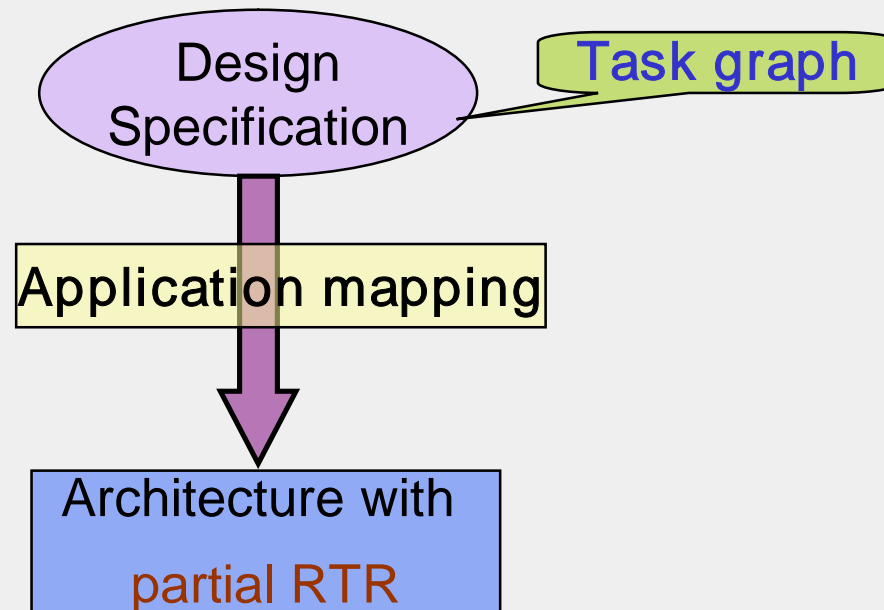 Design
Specification
Task graph
Application mapping
Architecture with
partial RTR